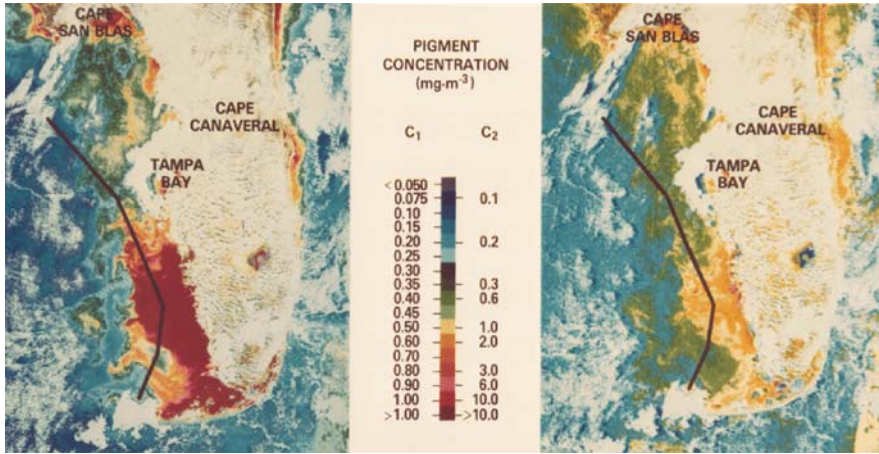 CAPE
SAN BLAS
CAPE
CANAVERAL
TAMPA
BAY
PIGMENT
CONCENTRATION
(mg·m⁻³)
C₁ C₂
<0.050
0.075 0.1
0.10
0.15
0.20 0.2
0.25
0.30
0.35 0.3
0.40 0.6
0.45
0.50 1.0
0.60 2.0
0.70
0.80 3.0
0.90 6.0
1.00 10.0
>1.00 >10.0
CAPE
SAN BLAS
CAPE
CANAVERAL
TAMPA
BAY